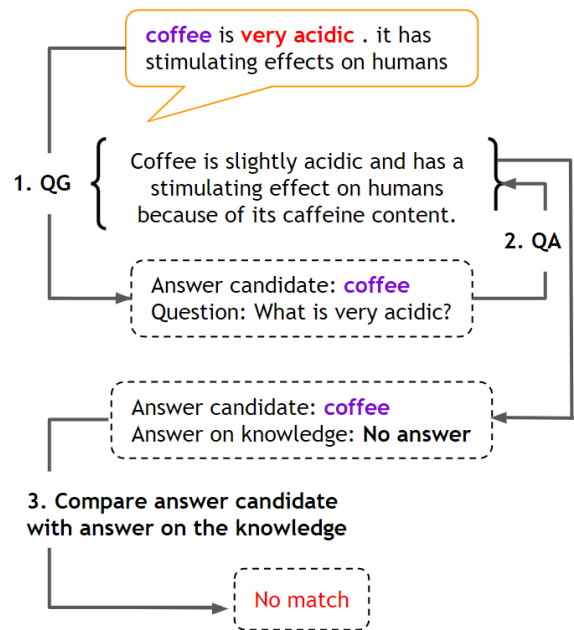 coffee is very acidic . it has
stimulating effects on humans
1. QG
Coffee is slightly acidic and has a
stimulating effect on humans
because of its caffeine content.
2. QA
Answer candidate: coffee
Question: What is very acidic?
Answer candidate: coffee
Answer on knowledge: No answer
3. Compare answer candidate
with answer on the knowledge
No match